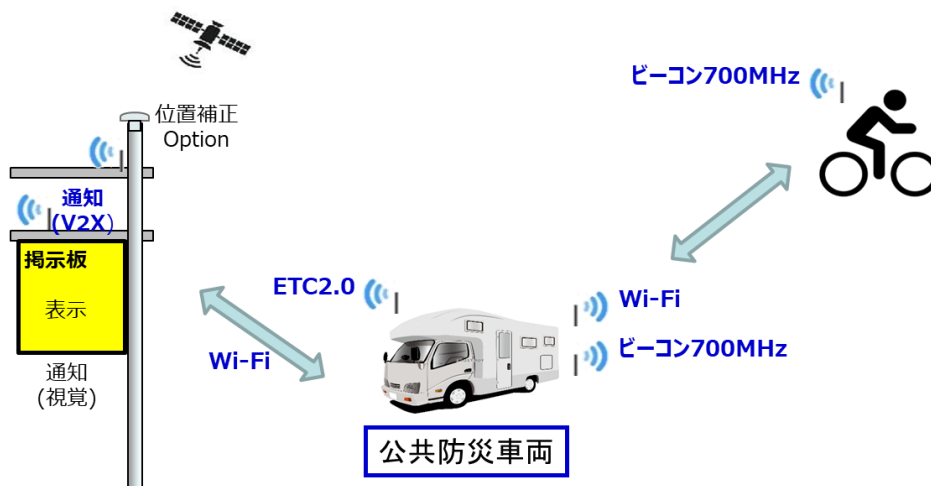 位置補正
Option
ビーコン700MHz
通知
(V2X)
掲示板
表示
通知
(視覚)
Wi-Fi
ETC2.0
Wi-Fi
ビーコン700MHz
公共防災車両